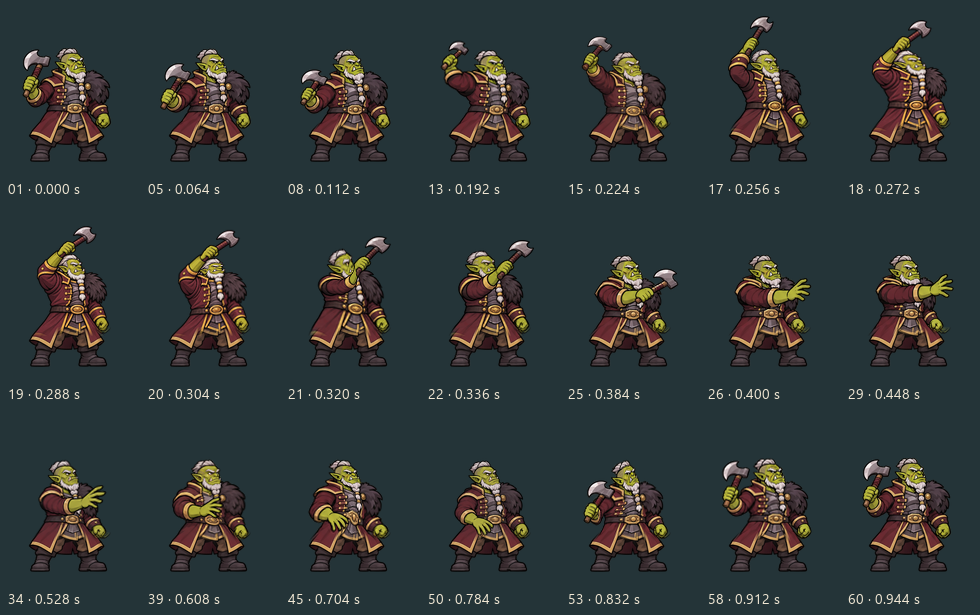 01 · 0.000 s
05 · 0.064 s
08 · 0.112 s
13 · 0.192 s
15 · 0.224 s
17 · 0.256 s
18 · 0.272 s
19 · 0.288 s
20 · 0.304 s
21 · 0.320 s
22 · 0.336 s
25 · 0.384 s
26 · 0.400 s
29 · 0.448 s
34 · 0.528 s
39 · 0.608 s
45 · 0.704 s
50 · 0.784 s
53 · 0.832 s
58 · 0.912 s
60 · 0.944 s